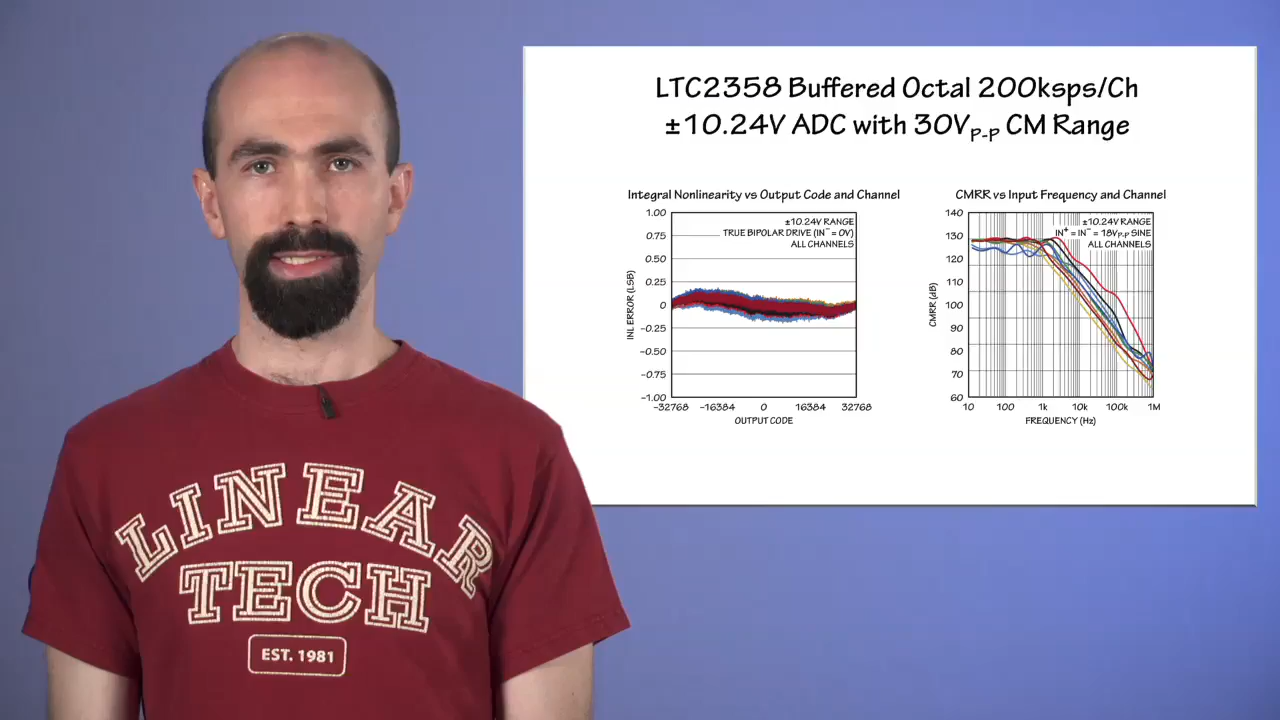 LTC2358 Buffered Octal 200ksps/Ch
±10.24V ADC with 30VP-P CM Range
Integral Nonlinearity vs Output Code and Channel
±10.24V RANGE
TRUE BIPOLAR DRIVE (IN⁻ = 0V)
ALL CHANNELS
INL ERROR (LSB)
1.00
0.75
0.50
0.25
0
−0.25
−0.50
−0.75
−1.00
−32768 −16384 0 16384 32768
OUTPUT CODE
CMRR vs Input Frequency and Channel
±10.24V RANGE
IN⁺ = IN⁻ = 18VP-P SINE
ALL CHANNELS
CMRR (dB)
140
130
120
110
100
90
80
70
60
10 100 1k 10k 100k 1M
FREQUENCY (Hz)
LINEAR
TECH
EST. 1981